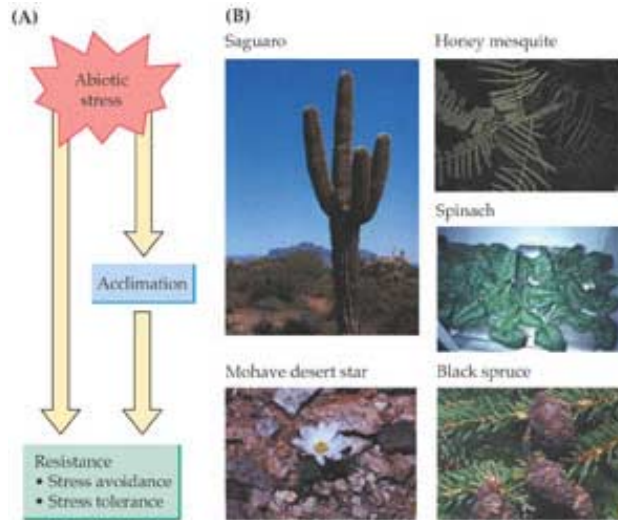 (A)
Abiotic
stress
Acclimation
Resistance
• Stress avoidance
• Stress tolerance
(B)
Saguaro
Honey mesquite
Spinach
Mohave desert star
Black spruce